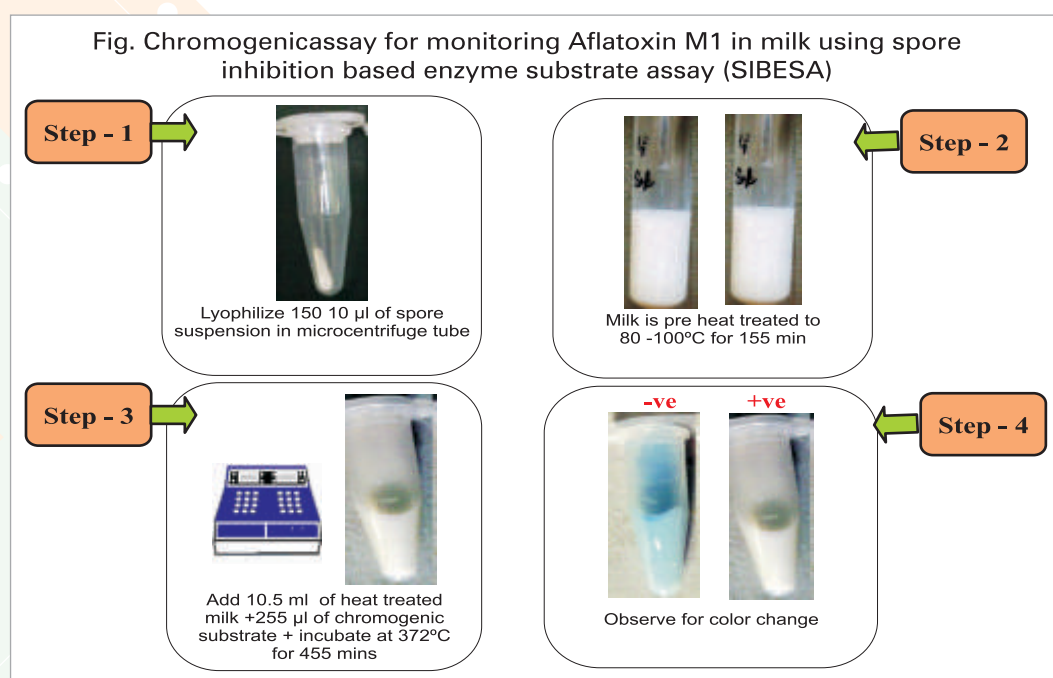 Fig. Chromogenicassay for monitoring Aflatoxin M1 in milk using spore
inhibition based enzyme substrate assay (SIBESA)
Step - 1
Lyophilize 150 10 µl of spore
suspension in microcentrifuge tube
Step - 2
Milk is pre heat treated to
80 -100ºC for 155 min
Step - 3
Add 10.5 ml of heat treated
milk +255 µl of chromogenic
substrate + incubate at 372ºC
for 455 mins
-ve +ve
Step - 4
Observe for color change